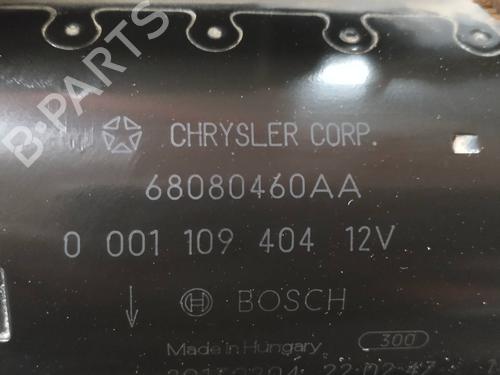 B-PARTS
CHRYSLER CORP.
68080460AA
0 001 109 404 12V
BOSCH
Made in Hungary 300